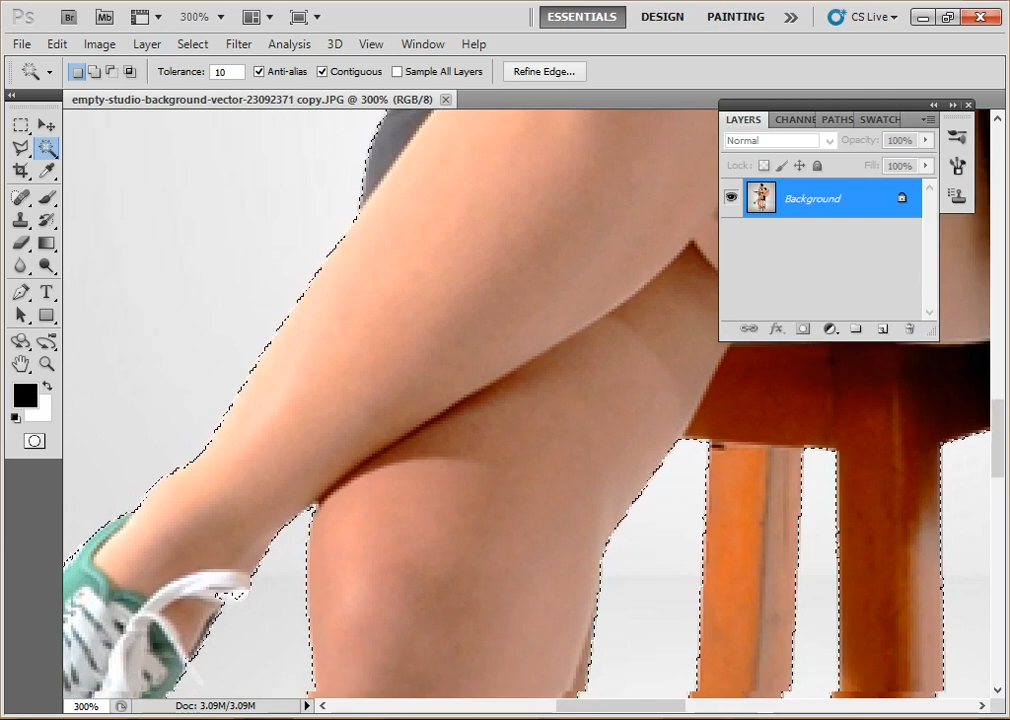 Ps Br Mb 300% ESSENTIALS DESIGN PAINTING CS Live
File Edit Image Layer Select Filter Analysis 3D View Window Help
Tolerance: 10 Anti-alias Contiguous Sample All Layers Refine Edge...
empty-studio-background-vector-23092371 copy.JPG @ 300% (RGB/8)
LAYERS CHANNE PATHS SWATCH
Normal Opacity: 100%
Lock: Fill: 100%
Background
T
300% Doc: 3.09M/3.09M